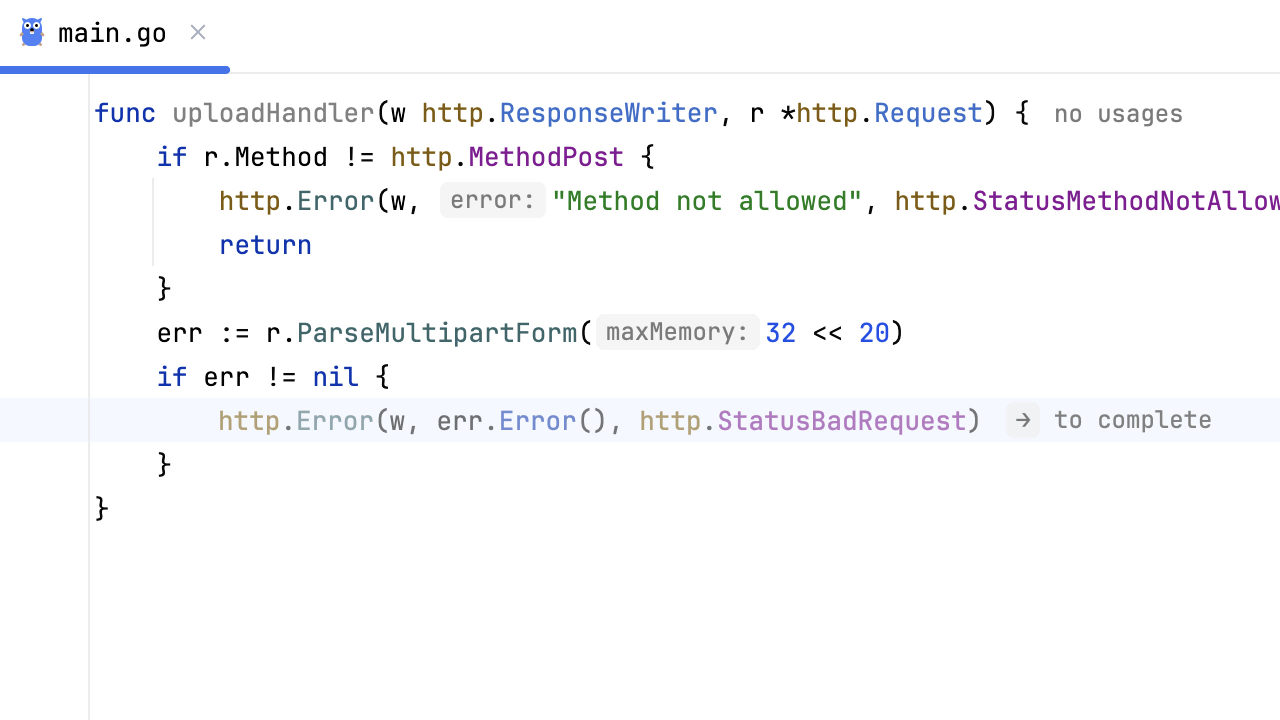 main.go
func uploadHandler(w http.ResponseWriter, r *http.Request) { no usages
if r.Method != http.MethodPost {
http.Error(w, error: "Method not allowed", http.StatusMethodNotAllow
return
}
err := r.ParseMultipartForm( maxMemory: 32 << 20)
if err != nil {
http.Error(w, err.Error(), http.StatusBadRequest) → to complete
}
}